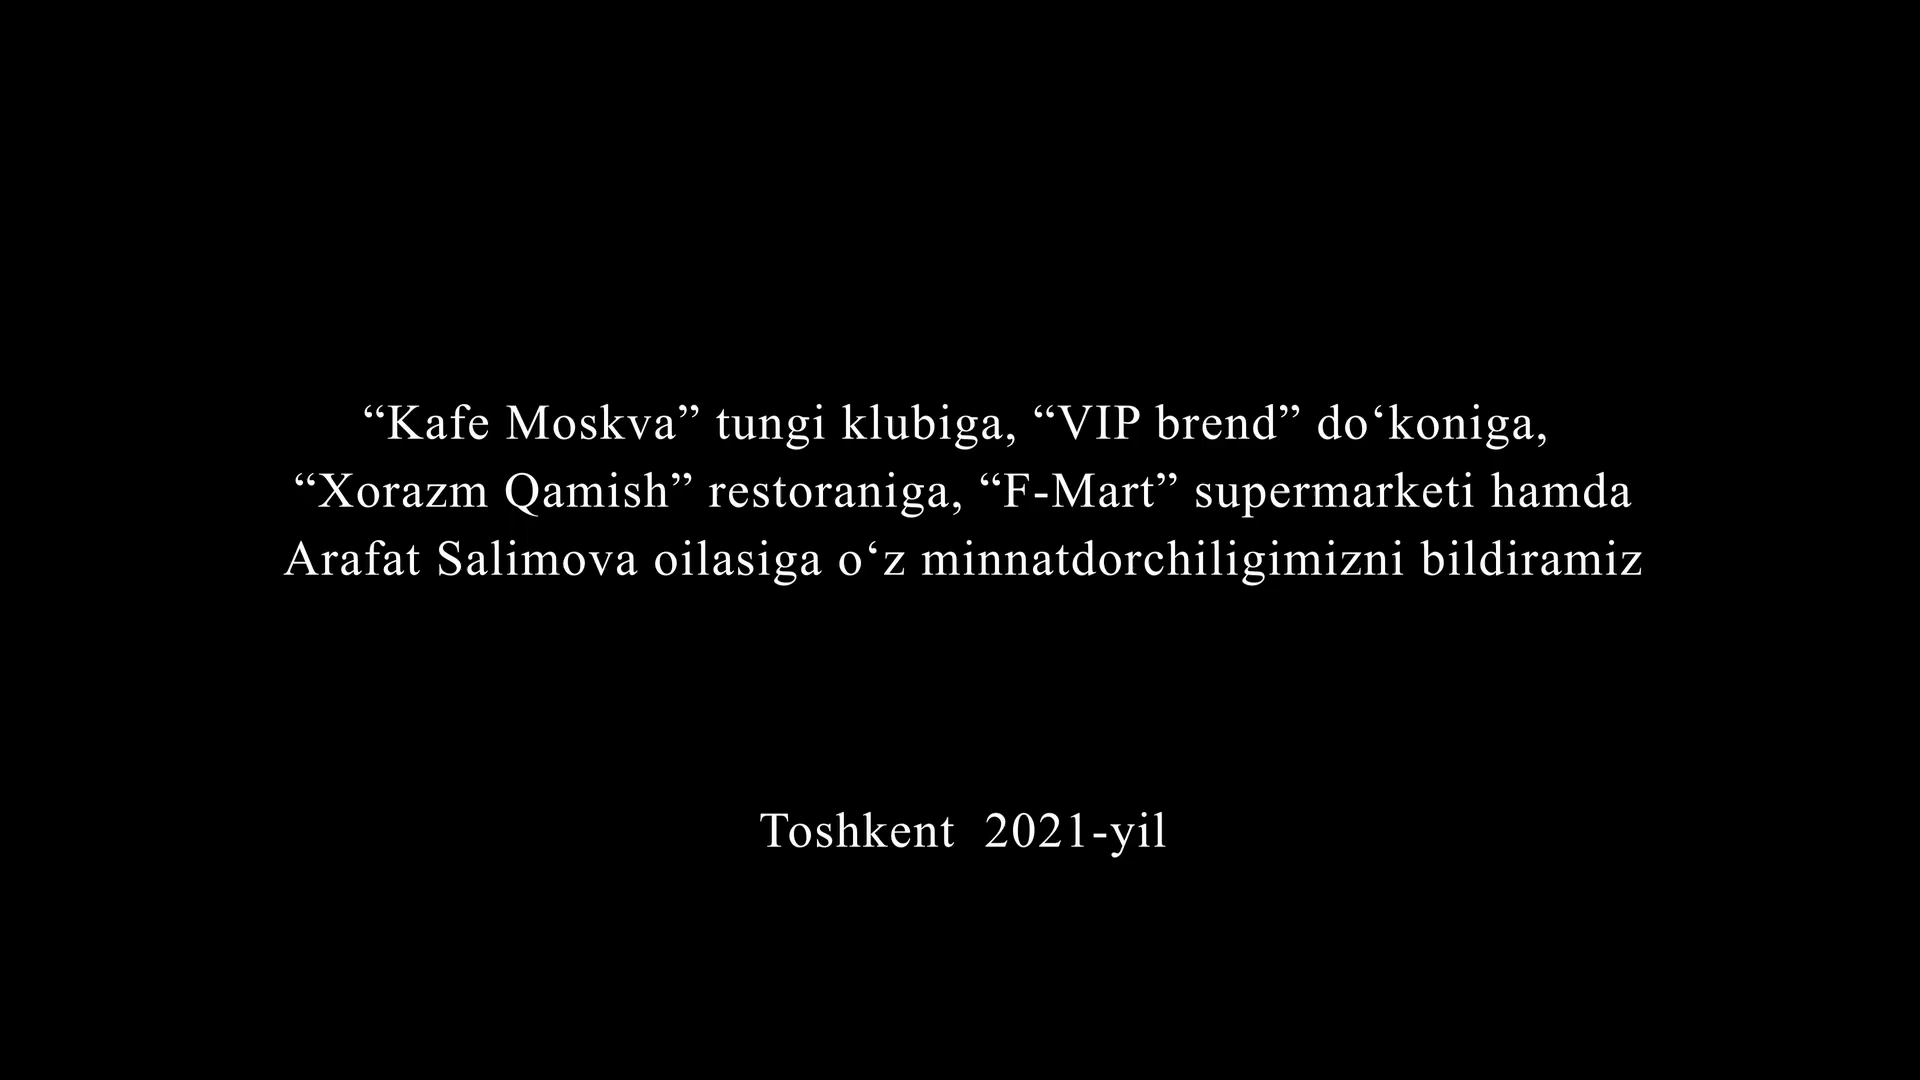 “Kafe Moskva” tungi klubiga, “VIP brend” do‘koniga,
“Xorazm Qamish” restoraniga, “F-Mart” supermarketi hamda
Arafat Salimova oilasiga o‘z minnatdorchiligimizni bildiramiz
Toshkent  2021-yil